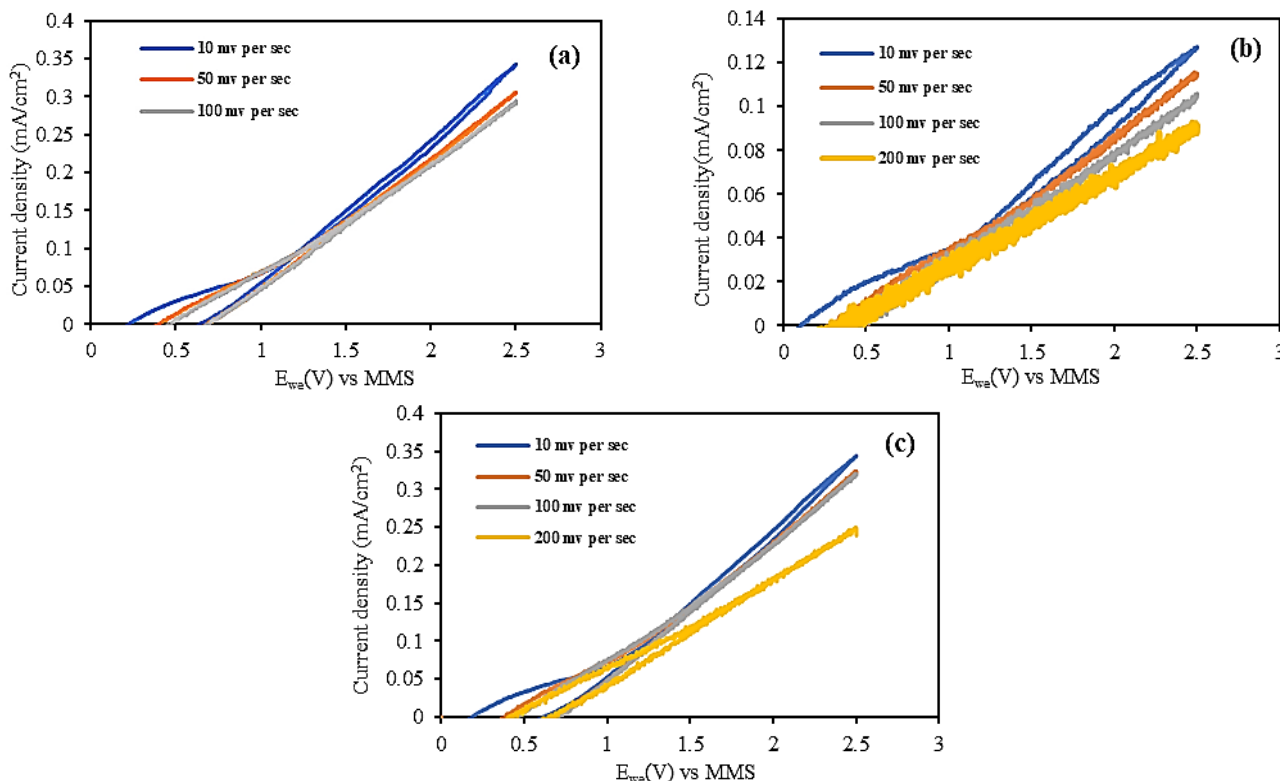 (a)
10 mv per sec
50 mv per sec
100 mv per sec
Current density (mA/cm²)
0.4
0.35
0.3
0.25
0.2
0.15
0.1
0.05
0
0 0.5 1 1.5 2 2.5 3
Ewe(V) vs MMS
(b)
10 mv per sec
50 mv per sec
100 mv per sec
200 mv per sec
Current density(mA/cm²)
0.14
0.12
0.1
0.08
0.06
0.04
0.02
0
0 0.5 1 1.5 2 2.5 3
Ewe(V) vs MMS
(c)
10 mv per sec
50 mv per sec
100 mv per sec
200 mv per sec
Current density (mA/cm²)
0.4
0.35
0.3
0.25
0.2
0.15
0.1
0.05
0
0 0.5 1 1.5 2 2.5 3
Ewe(V) vs MMS